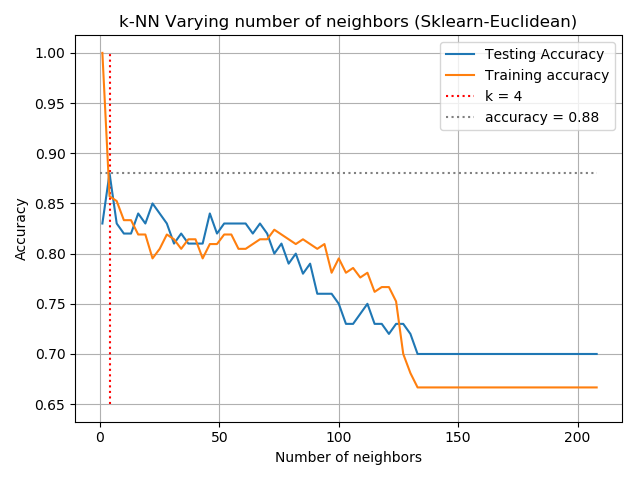 k-NN Varying number of neighbors (Sklearn-Euclidean)
Testing Accuracy
Training accuracy
k = 4
accuracy = 0.88
1.00
0.95
0.90
0.85
0.80
0.75
0.70
0.65
Accuracy
0
50
100
150
200
Number of neighbors